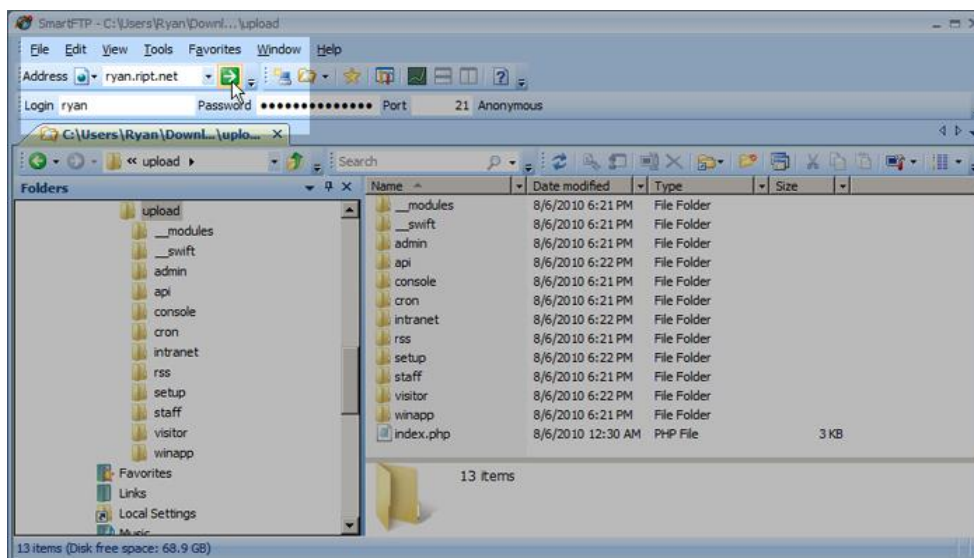 SmartFTP - C:\Users\Ryan\Downl...\upload
File Edit View Tools Favorites Window Help
Address ryan.ript.net
Login ryan Password •••••••••••••• Port 21 Anonymous
C:\Users\Ryan\Downl...\uplo...
« upload Search
Folders
upload
__modules
__swift
admin
api
console
cron
intranet
rss
setup
staff
visitor
winapp
Favorites
Links
Local Settings
Music
Name Date modified Type Size
__modules 8/6/2010 6:21 PM File Folder
__swift 8/6/2010 6:21 PM File Folder
admin 8/6/2010 6:21 PM File Folder
api 8/6/2010 6:22 PM File Folder
console 8/6/2010 6:21 PM File Folder
cron 8/6/2010 6:21 PM File Folder
intranet 8/6/2010 6:22 PM File Folder
rss 8/6/2010 6:21 PM File Folder
setup 8/6/2010 6:22 PM File Folder
staff 8/6/2010 6:21 PM File Folder
visitor 8/6/2010 6:22 PM File Folder
winapp 8/6/2010 6:21 PM File Folder
index.php 8/6/2010 12:30 AM PHP File 3 KB
13 items
13 items (Disk free space: 68.9 GB)